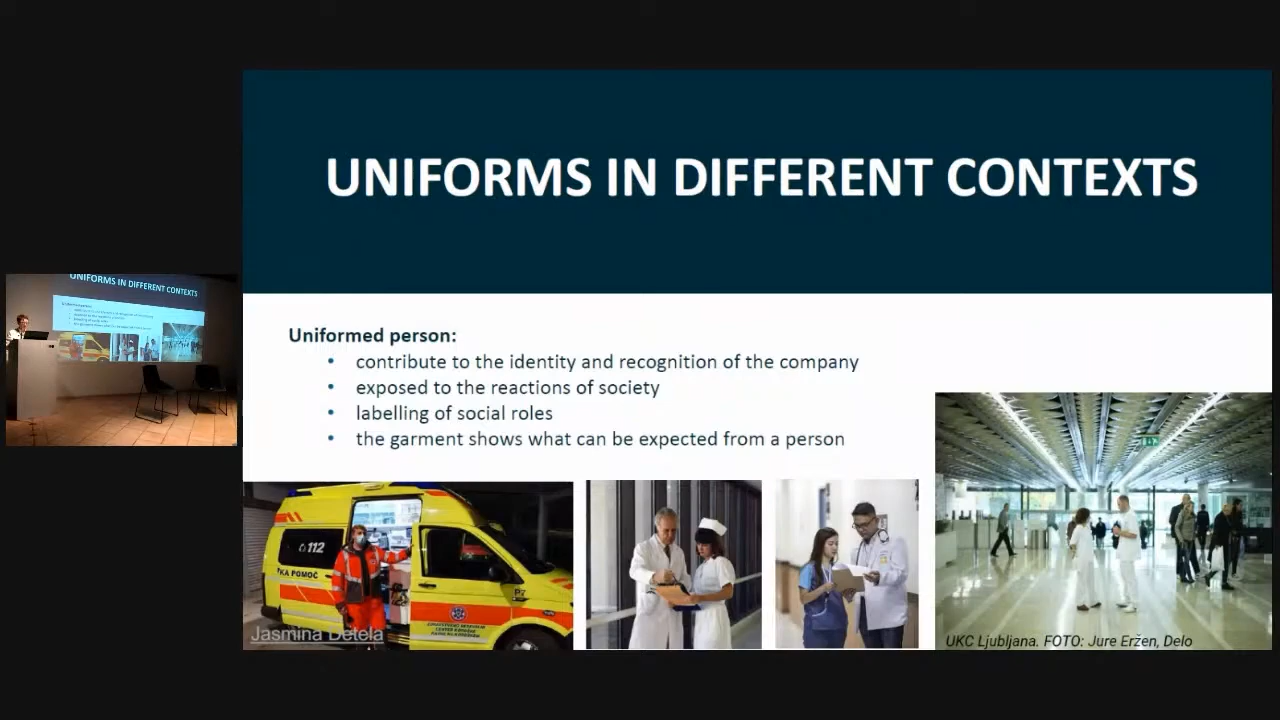 UNIFORMS IN DIFFERENT CONTEXTS
Uniformed person:
• contribute to the identity and recognition of the company
• exposed to the reactions of society
• labelling of social roles
• the garment shows what can be expected from a person
112
P7
Jasmina Detela
UKC Ljubljana. FOTO: Jure Eržen, Delo
UNIFORMS IN DIFFERENT CONTEXTS